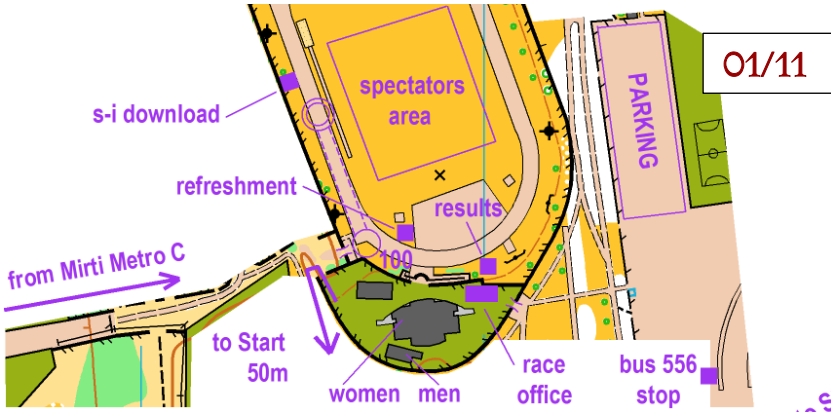 01/11
PARKING
spectators
area
s-i download
refreshment
results
100
from Mirti Metro C
to Start
50m
women
men
race
office
bus 556
stop